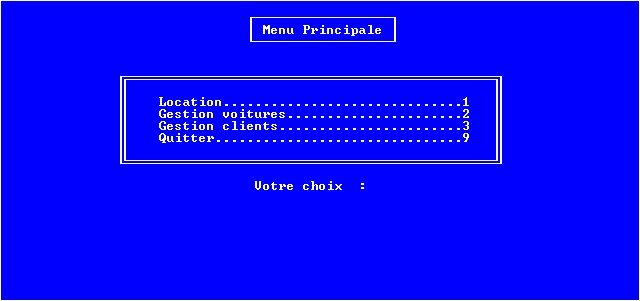 Menu Principale
Location..............................1
Gestion voitures......................2
Gestion clients.......................3
Quitter...............................9
Votre choix  :